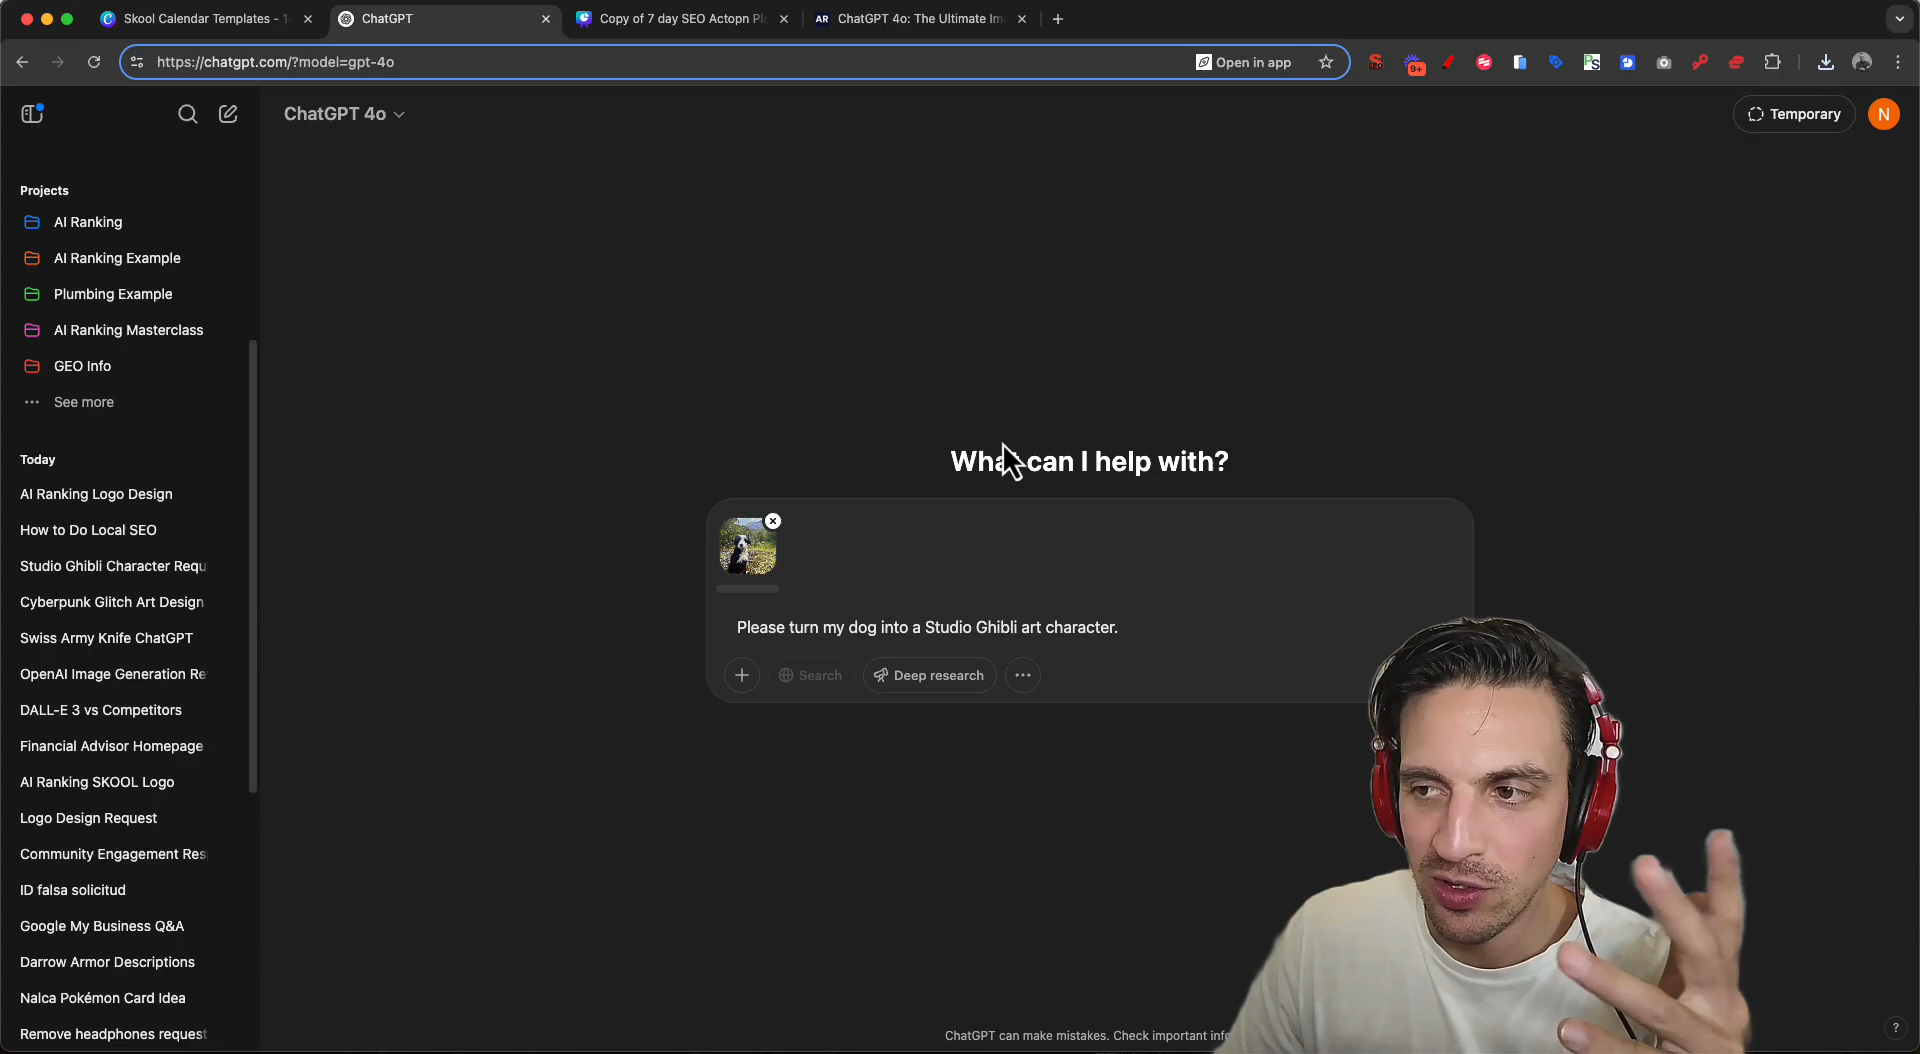 Skool Calendar Templates - 1
ChatGPT
Copy of 7 day SEO Actopn Pl
AR
ChatGPT 4o: The Ultimate Im
https://chatgpt.com/?model=gpt-4o
Open in app
SEO
9+
PS
ChatGPT 4o
Temporary
N
Projects
AI Ranking
AI Ranking Example
Plumbing Example
AI Ranking Masterclass
GEO Info
See more
Today
AI Ranking Logo Design
How to Do Local SEO
Studio Ghibli Character Requ
Cyberpunk Glitch Art Design
Swiss Army Knife ChatGPT
OpenAI Image Generation Re
DALL-E 3 vs Competitors
Financial Advisor Homepage
AI Ranking SKOOL Logo
Logo Design Request
Community Engagement Res
ID falsa solicitud
Google My Business Q&A
Darrow Armor Descriptions
Nalca Pokémon Card Idea
Remove headphones request
What can I help with?
Please turn my dog into a Studio Ghibli art character.
Search
Deep research
ChatGPT can make mistakes. Check important info
?